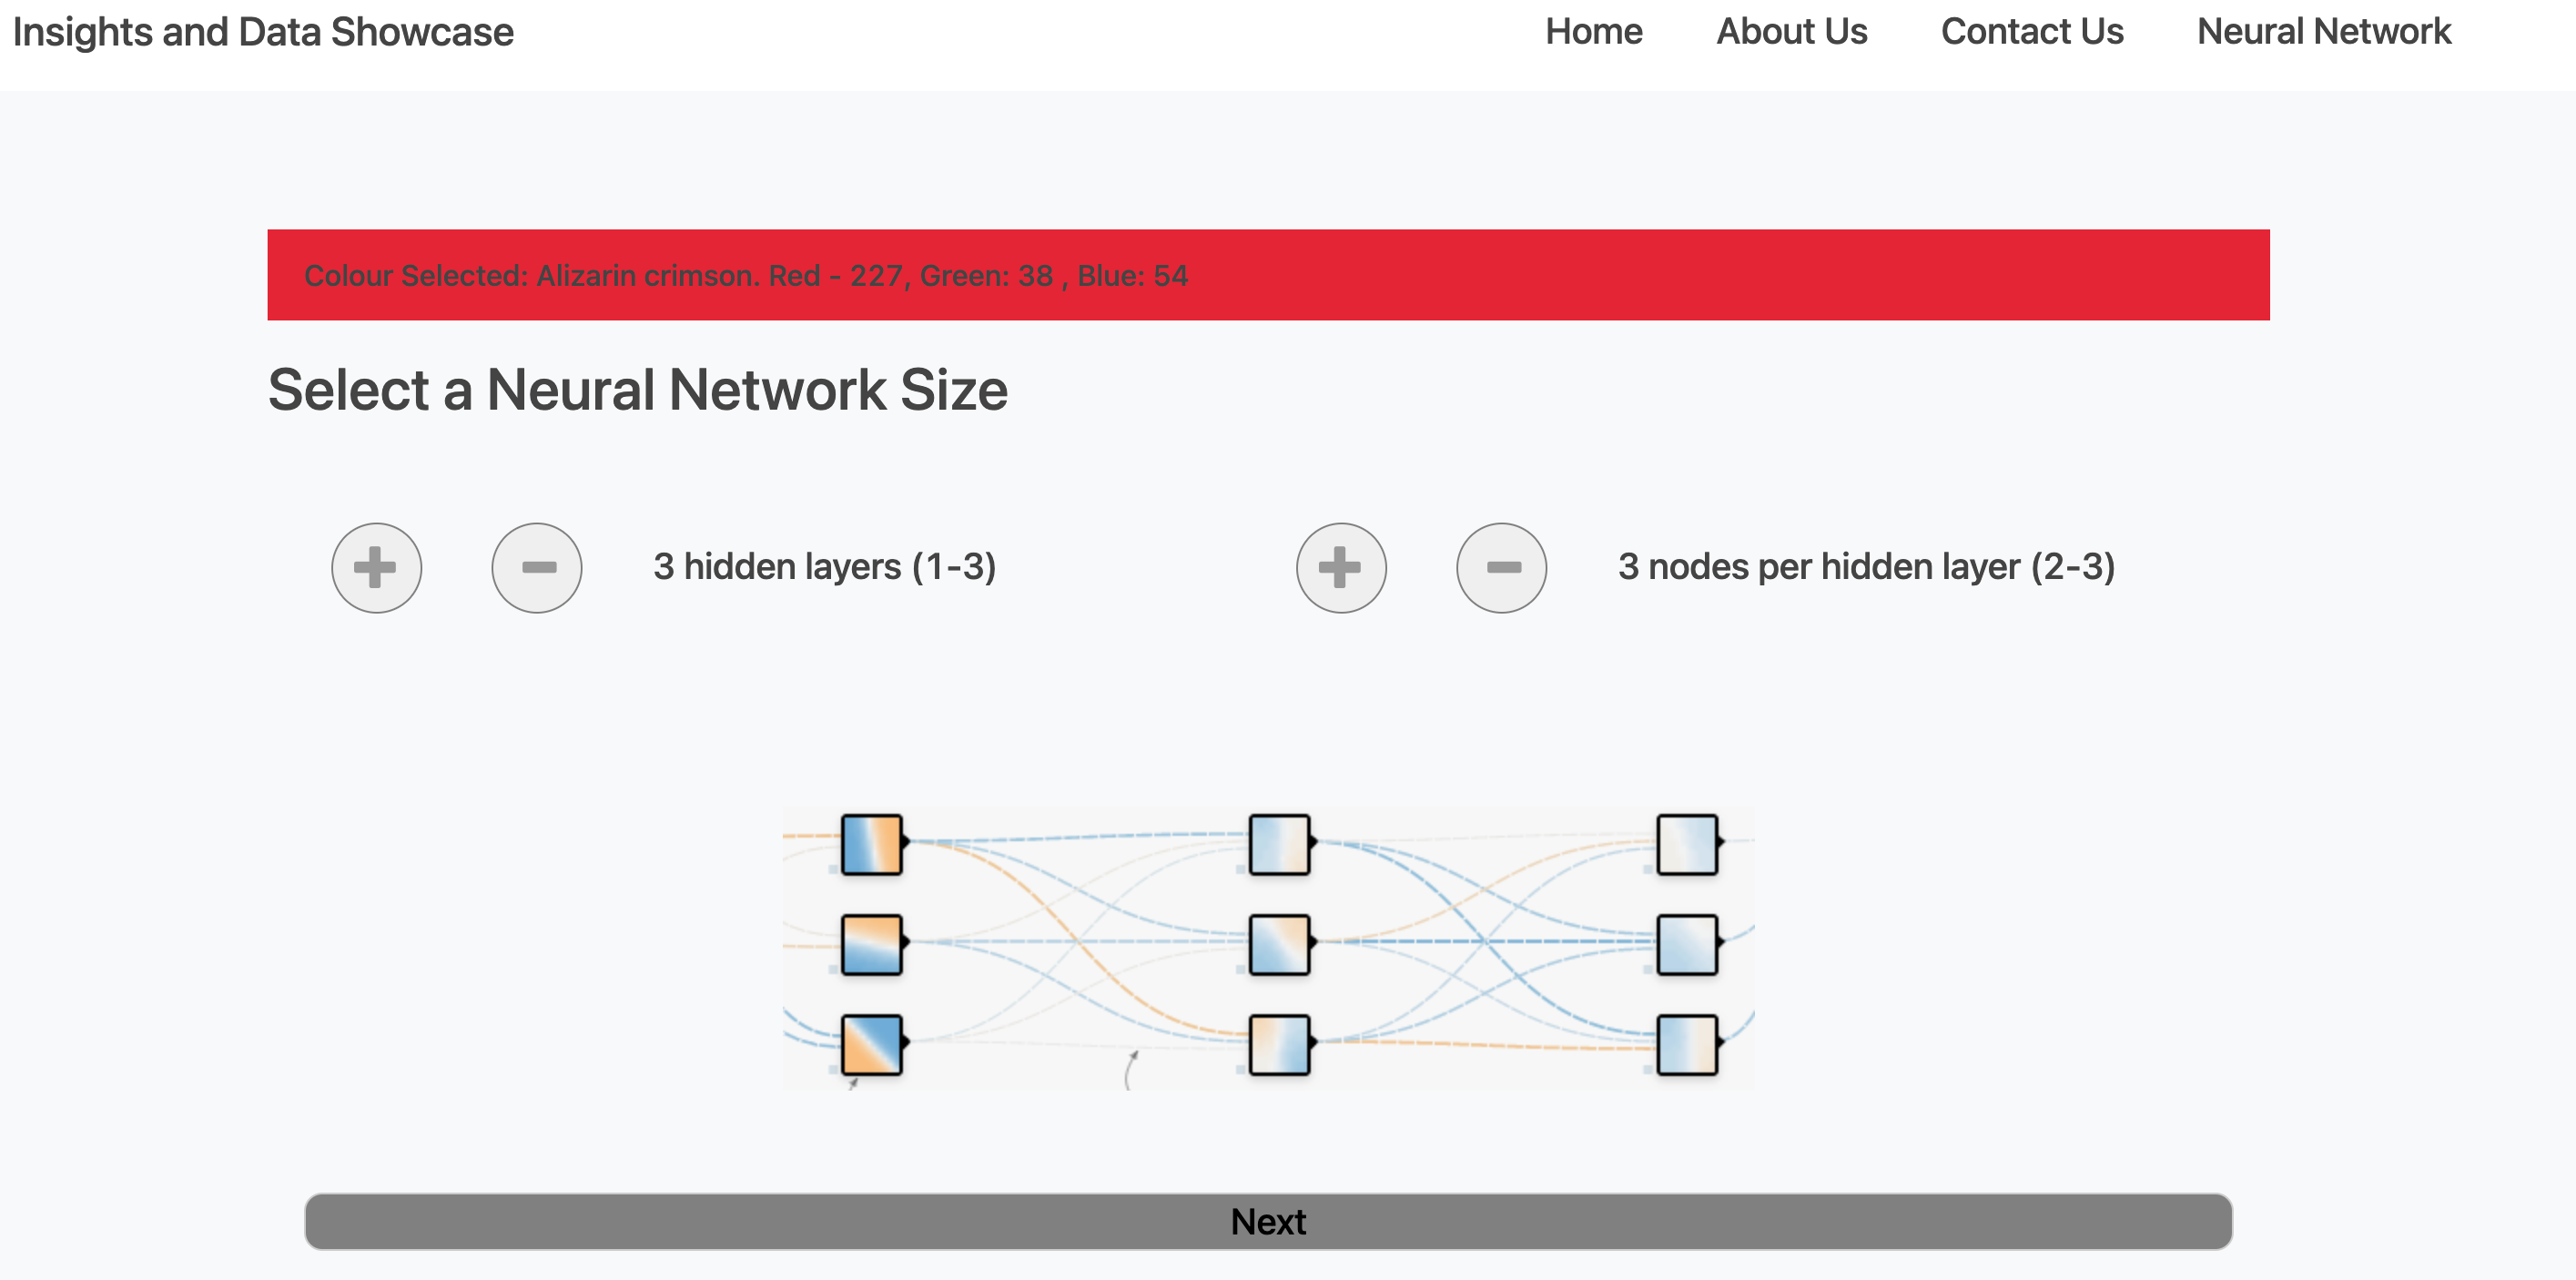 Insights and Data Showcase
Home About Us Contact Us Neural Network
Colour Selected: Alizarin crimson. Red - 227, Green: 38 , Blue: 54
Select a Neural Network Size
3 hidden layers (1-3)
3 nodes per hidden layer (2-3)
Next